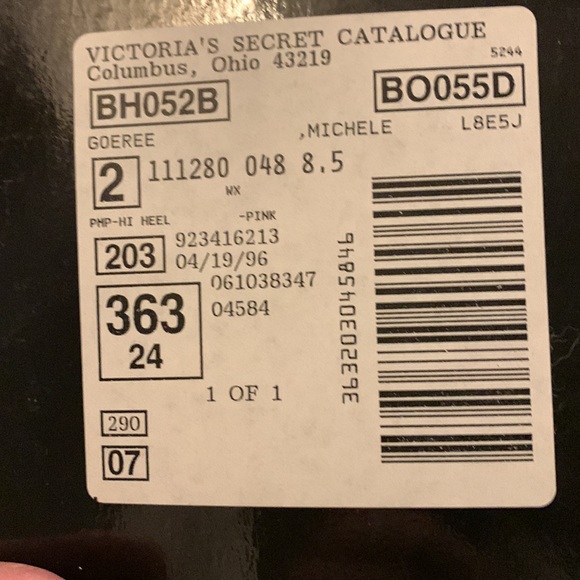 VICTORIA'S SECRET CATALOGUE
Columbus, Ohio 43219
5244
BH052B
BO055D
GOEREE ,MICHELE L8E5J
2 111280 048 8.5
WX
PMP-HI HEEL -PINK
203 923416213
04/19/96
061038347
363 04584
24
363203045846
1 OF 1
290
07